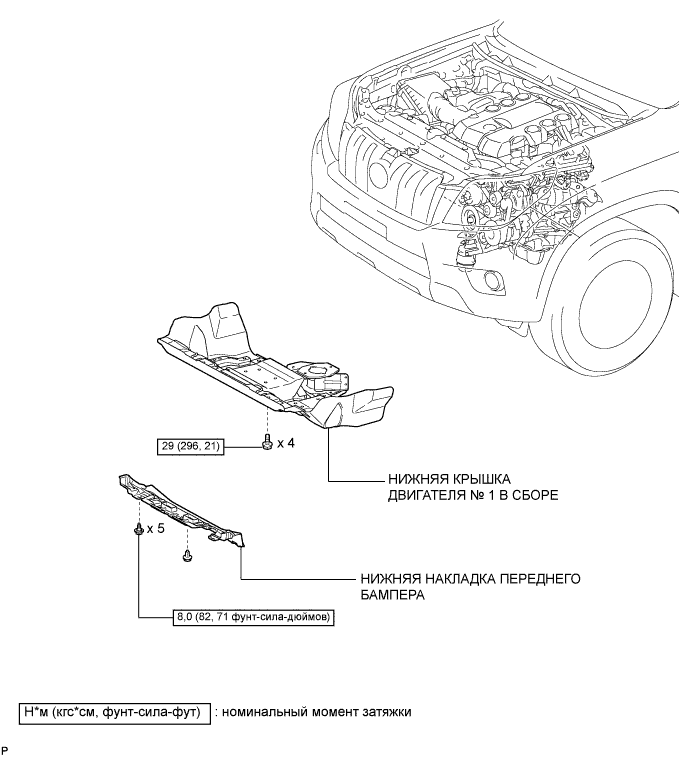 29 (296, 21)
x 4
НИЖНЯЯ КРЫШКА
ДВИГАТЕЛЯ № 1 В СБОРЕ
x 5
НИЖНЯЯ НАКЛАДКА ПЕРЕДНЕГО
БАМПЕРА
8,0 (82, 71 фунт-сила-дюймов)
Н*м (кгс*см, фунт-сила-фут) : номинальный момент затяжки
P